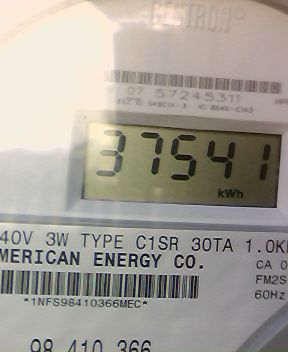 CENTRON®
07 57245311
37541
kWh
40V 3W TYPE C1SR 30TA 1.0K
MERICAN ENERGY CO.
CA 0
FM2S
*1NFS98410366MEC*
60Hz
98 410 366